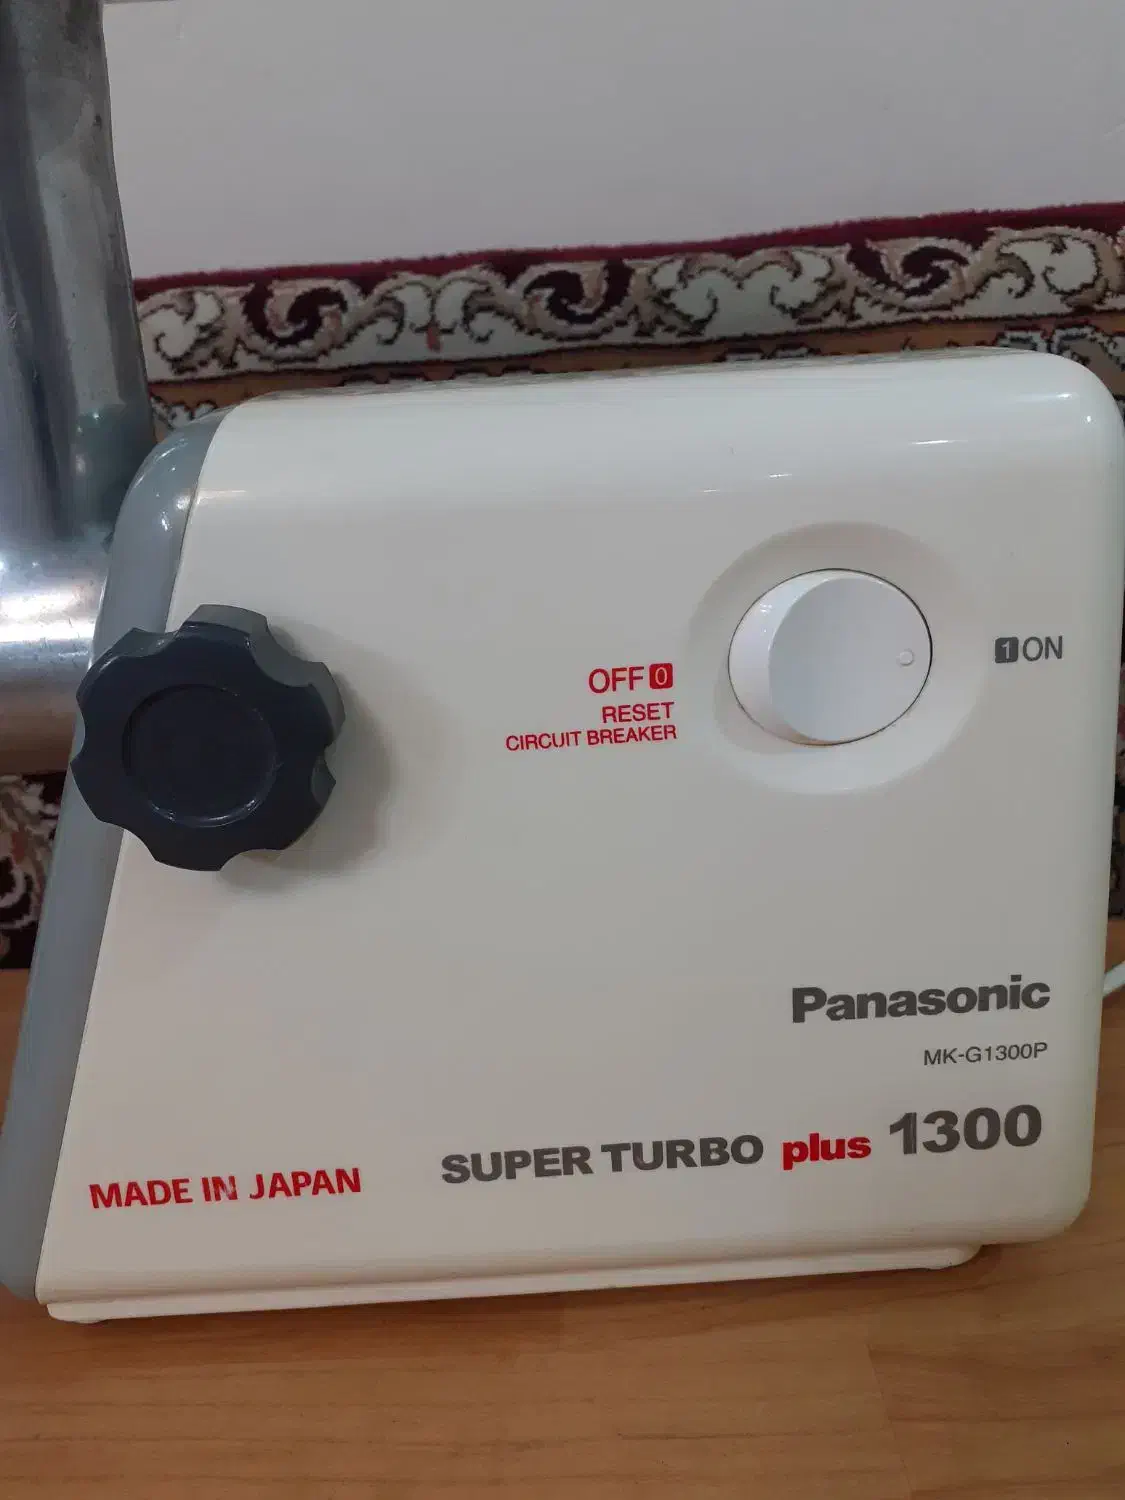 OFF 0
1 ON
RESET
CIRCUIT BREAKER
Panasonic
MK-G1300P
SUPER TURBO plus 1300
MADE IN JAPAN